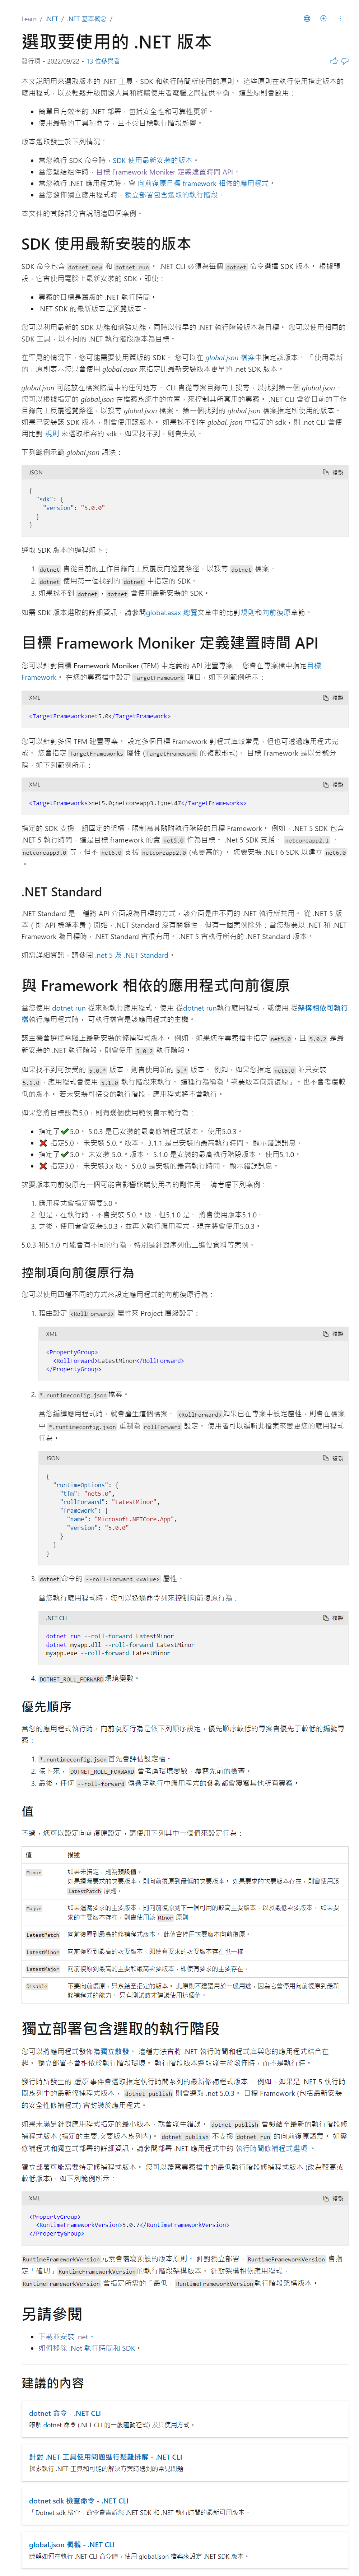 Learn / .NET / .NET 基本概念 /
選取要使用的 .NET 版本
發行項 • 2022/09/22 • 13 位參與者
本文說明用來選取版本的 .NET 工具、SDK 和執行時間所使用的原則。 這些原則在執行使用指定版本的
應用程式，以及輕鬆升級開發人員和終端使用者電腦之間提供平衡。 這些原則會啟用：
• 簡單且有效率的 .NET 部署，包括安全性和可靠性更新。
• 使用最新的工具和命令，且不受目標執行階段影響。
版本選取發生於下列情況：
• 當您執行 SDK 命令時，SDK 使用最新安裝的版本。
• 當您繫結組件時，目標 Framework Moniker 定義建置時間 API。
• 當您執行 .NET 應用程式時，會 向前復原目標 framework 相依的應用程式。
• 當您發佈獨立應用程式時，獨立部署包含選取的執行階段。
本文件的其餘部分會說明這四個案例。
SDK 使用最新安裝的版本
SDK 命令包含 dotnet new 和 dotnet run 。 .NET CLI 必須為每個 dotnet 命令選擇 SDK 版本。 根據預
設，它會使用電腦上最新安裝的 SDK，即使：
• 專案的目標是舊版的 .NET 執行時間。
• .NET SDK 的最新版本是預覽版本。
您可以利用最新的 SDK 功能和增強功能，同時以較早的 .NET 執行階段版本為目標。 您可以使用相同的
SDK 工具，以不同的 .NET 執行階段版本為目標。
在罕見的情況下，您可能需要使用舊版的 SDK。 您可以在 global.json 檔案中指定該版本。 「使用最新
的」原則表示您只會使用 global.asax 來指定比最新安裝版本更早的 .net SDK 版本。
global.json 可能放在檔案階層中的任何地方。 CLI 會從專案目錄向上搜尋，以找到第一個 global.json。
您可以根據指定的 global.json 在檔案系統中的位置，來控制其所套用的專案。 .NET CLI 會從目前的工作
目錄向上反覆巡覽路徑，以搜尋 global.json 檔案。 第一個找到的 global.json 檔案指定所使用的版本。
如果已安裝該 SDK 版本，則會使用該版本。 如果找不到在 global. json 中指定的 sdk，則 .net CLI 會使
用比對 規則 來選取相容的 sdk，如果找不到，則會失敗。
下列範例示範 global.json 語法：
JSON 複製
{
"sdk": {
"version": "5.0.0"
}
}
選取 SDK 版本的過程如下：
1. dotnet 會從目前的工作目錄向上反覆反向巡覽路徑，以搜尋 dotnet 檔案。
2. dotnet 使用第一個找到的 dotnet 中指定的 SDK。
3. 如果找不到 dotnet ，dotnet 會使用最新安裝的 SDK。
如需 SDK 版本選取的詳細資訊，請參閱global.asax 總覽文章中的比對規則和向前復原章節。
目標 Framework Moniker 定義建置時間 API
您可以針對目標 Framework Moniker (TFM) 中定義的 API 建置專案。 您會在專案檔中指定目標
Framework。 在您的專案檔中設定 TargetFramework 項目，如下列範例所示：
XML 複製
<TargetFramework>net5.0</TargetFramework>
您可以針對多個 TFM 建置專案。 設定多個目標 Framework 對程式庫較常見，但也可透過應用程式完
成。 您會指定 TargetFrameworks 屬性 (TargetFramework 的複數形式)。 目標 Framework 是以分號分
隔，如下列範例所示：
XML 複製
<TargetFrameworks>net5.0;netcoreapp3.1;net47</TargetFrameworks>
指定的 SDK 支援一組固定的架構，限制為其隨附執行階段的目標 Framework。 例如，.NET 5 SDK 包含
.NET 5 執行時間，這是目標 framework 的實 net5.0 作為目標。 .Net 5 SDK 支援、 netcoreapp2.1 、
netcoreapp3.0 等，但不 net6.0 支援 netcoreapp2.0 (或更高的) 。 您要安裝 .NET 6 SDK 以建立 net6.0
。
.NET Standard
.NET Standard 是一種將 API 介面設為目標的方式，該介面是由不同的 .NET 執行所共用。 從 .NET 5 版
本 (即 API 標準本身) 開始，.NET Standard 沒有關聯性，但有一個案例除外：當您想要以 .NET 和 .NET
Framework 為目標時，.NET Standard 會很有用。 .NET 5 會執行所有的 .NET Standard 版本。
如需詳細資訊，請參閱 .net 5 及 .NET Standard。
與 Framework 相依的應用程式向前復原
當您使用 dotnet run 從來源執行應用程式、使用 從dotnet run執行應用程式，或使用 從架構相依可執行
檔執行應用程式時， 可執行檔會是該應用程式的主機。
該主機會選擇電腦上最新安裝的修補程式版本。 例如，如果您在專案檔中指定 net5.0 ，且 5.0.2 是最
新安裝的 .NET 執行階段，則會使用 5.0.2 執行階段。
如果找不到可接受的 5.0.* 版本，則會使用新的 5.* 版本。 例如，如果您指定 net5.0 並只安裝
5.1.0 ，應用程式會使用 5.1.0 執行階段來執行。 這種行為稱為「次要版本向前復原」。也不會考慮較
低的版本。 若未安裝可接受的執行階段，應用程式將不會執行。
如果您將目標設為5.0，則有幾個使用範例會示範行為：
• 指定了✔5.0。 5.0.3 是已安裝的最高修補程式版本。 使用5.0.3。
• ❌ 指定5.0。 未安裝 5.0. * 版本。 3.1.1 是已安裝的最高執行時間。 顯示錯誤訊息。
• 指定了✔5.0。 未安裝 5.0. * 版本。 5.1.0 是安裝的最高執行階段版本。 使用5.1.0。
• ❌ 指定3.0。 未安裝3.x 版。 5.0.0 是安裝的最高執行時間。 顯示錯誤訊息。
次要版本向前復原有一個可能會影響終端使用者的副作用。 請考慮下列案例：
1. 應用程式會指定需要5.0。
2. 但是，在執行時，不會安裝 5.0. * 版，但5.1.0 是。 將會使用版本5.1.0。
3. 之後，使用者會安裝5.0.3，並再次執行應用程式，現在將會使用5.0.3。
5.0.3 和5.1.0 可能會有不同的行為，特別是針對序列化二進位資料等案例。
控制項向前復原行為
您可以使用四種不同的方式來設定應用程式的向前復原行為：
1. 藉由設定 <RollForward> 屬性來 Project 層級設定：
XML 複製
<PropertyGroup>
<RollForward>LatestMinor</RollForward>
</PropertyGroup>
2. *.runtimeconfig.json檔案。
當您編譯應用程式時，就會產生這個檔案。 <RollForward>如果已在專案中設定屬性，則會在檔案
中 *.runtimeconfig.json 重制為 rollForward 設定。 使用者可以編輯此檔案來變更您的應用程式
行為。
JSON 複製
{
"runtimeOptions": {
"tfm": "net5.0",
"rollForward": "LatestMinor",
"framework": {
"name": "Microsoft.NETCore.App",
"version": "5.0.0"
}
}
}
3. dotnet命令的 --roll-forward <value> 屬性。
當您執行應用程式時，您可以透過命令列來控制向前復原行為：
.NET CLI 複製
dotnet run --roll-forward LatestMinor
dotnet myapp.dll --roll-forward LatestMinor
myapp.exe --roll-forward LatestMinor
4. DOTNET_ROLL_FORWARD環境變數。
優先順序
當您的應用程式執行時，向前復原行為是依下列順序設定，優先順序較低的專案會優先于較低的編號專
案：
1. *.runtimeconfig.json首先會評估設定檔。
2. 接下來， DOTNET_ROLL_FORWARD 會考慮環境變數，覆寫先前的檢查。
3. 最後，任何 --roll-forward 傳遞至執行中應用程式的參數都會覆寫其他所有專案。
值
不過，您可以設定向前復原設定，請使用下列其中一個值來設定行為：
值 描述
Minor 如果未指定，則為預設值。
如果遺漏要求的次要版本，則向前復原到最低的次要版本。 如果要求的次要版本存在，則會使用該
LatestPatch 原則。
Major 如果遺漏要求的主要版本，則向前復原到下一個可用的較高主要版本，以及最低次要版本。 如果要
求的主要版本存在，則會使用該 Minor 原則。
LatestPatch 向前復原到最高的修補程式版本。 此值會停用次要版本向前復原。
LatestMinor 向前復原到最高的次要版本，即使有要求的次要版本存在也一樣。
LatestMajor 向前復原到最高的主要和最高次要版本，即使有要求的主要存在。
Disable 不要向前復原，只系結至指定的版本。 此原則不建議用於一般用途，因為它會停用向前復原到最新
修補程式的能力。 只有測試時才建議使用這個值。
獨立部署包含選取的執行階段
您可以將應用程式發佈為獨立散發。 這種方法會將 .NET 執行時間和程式庫與您的應用程式結合在一
起。 獨立部署不會相依於執行階段環境。 執行階段版本選取發生於發佈時，而不是執行時。
發行時所發生的 還原 事件會選取指定執行時間系列的最新修補程式版本。 例如，如果是 .NET 5 執行時
間系列中的最新修補程式版本， dotnet publish 則會選取 .net 5.0.3。 目標 Framework (包括最新安裝
的安全性修補程式) 會封裝於應用程式。
如果未滿足針對應用程式指定的最小版本，就會發生錯誤。 dotnet publish 會繫結至最新的執行階段修
補程式版本 (指定的主要.次要版本系列內)。 dotnet publish 不支援 dotnet run 的向前復原語意。 如需
修補程式和獨立式部署的詳細資訊，請參閱部署 .NET 應用程式中的 執行時間修補程式選項 。
獨立部署可能需要特定修補程式版本。 您可以覆寫專案檔中的最低執行階段修補程式版本 (改為較高或
較低版本)，如下列範例所示：
XML 複製
<PropertyGroup>
<RuntimeFrameworkVersion>5.0.7</RuntimeFrameworkVersion>
</PropertyGroup>
RuntimeFrameworkVersion元素會覆寫預設的版本原則。 針對獨立部署，RuntimeFrameworkVersion 會指
定「確切」RuntimeFrameworkVersion的執行階段架構版本。 針對架構相依應用程式，
RuntimeFrameworkVersion 會指定所需的「最低」RuntimeFrameworkVersion執行階段架構版本。
另請參閱
• 下載並安裝 .net。
• 如何移除 .Net 執行時間和 SDK。
建議的內容
dotnet 命令 - .NET CLI
瞭解 dotnet 命令 (.NET CLI 的一般驅動程式) 及其使用方式。
針對 .NET 工具使用問題進行疑難排解 - .NET CLI
探索執行 .NET 工具和可能的解決方案時遇到的常見問題。
dotnet sdk 檢查命令 - .NET CLI
「Dotnet sdk 檢查」命令會告訴您 .NET SDK 和 .NET 執行時間的最新可用版本。
global.json 概觀 - .NET CLI
瞭解如何在執行 .NET CLI 命令時，使用 global.json 檔案來設定 .NET SDK 版本。